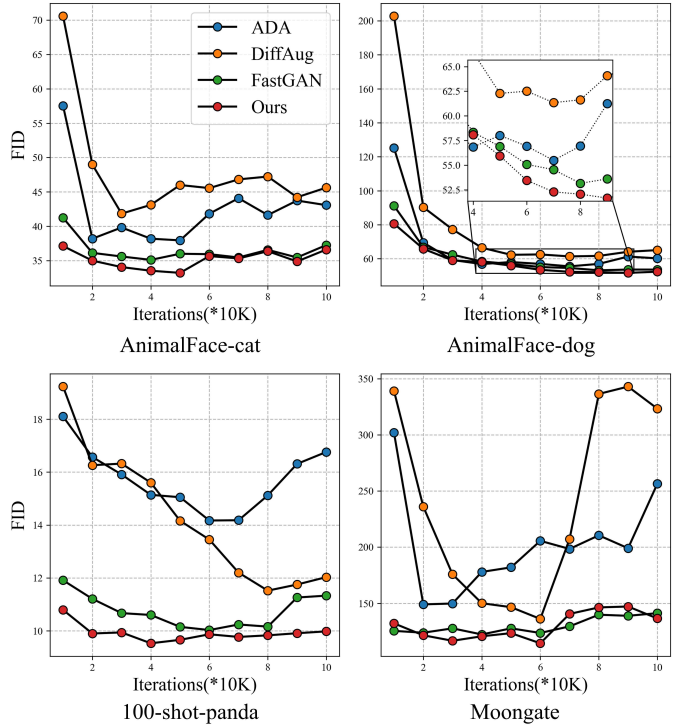 70
65
60
55
50
45
40
35
FID
ADA
DiffAug
FastGAN
Ours
2 4 6 8 10
Iterations(*10K)
AnimalFace-cat
200
180
160
140
120
100
80
60
65.0
62.5
60.0
57.5
55.0
52.5
4 6 8
2 4 6 8 10
Iterations(*10K)
AnimalFace-dog
18
16
14
12
10
FID
2 4 6 8 10
Iterations(*10K)
100-shot-panda
350
300
250
200
150
2 4 6 8 10
Iterations(*10K)
Moongate